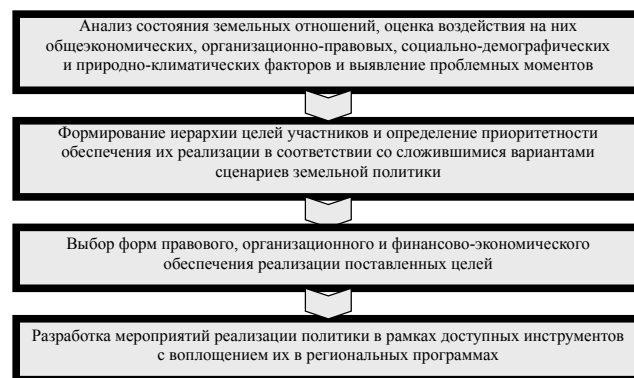 Анализ состояния земельных отношений, оценка воздействия на них
общеэкономических, организационно-правовых, социально-демографических
и природно-климатических факторов и выявление проблемных моментов
Формирование иерархии целей участников и определение приоритетности
обеспечения их реализации в соответствии со сложившимися вариантами
сценариев земельной политики
Выбор форм правового, организационного и финансово-экономического
обеспечения реализации поставленных целей
Разработка мероприятий реализации политики в рамках доступных инструментов
с воплощением их в региональных программах